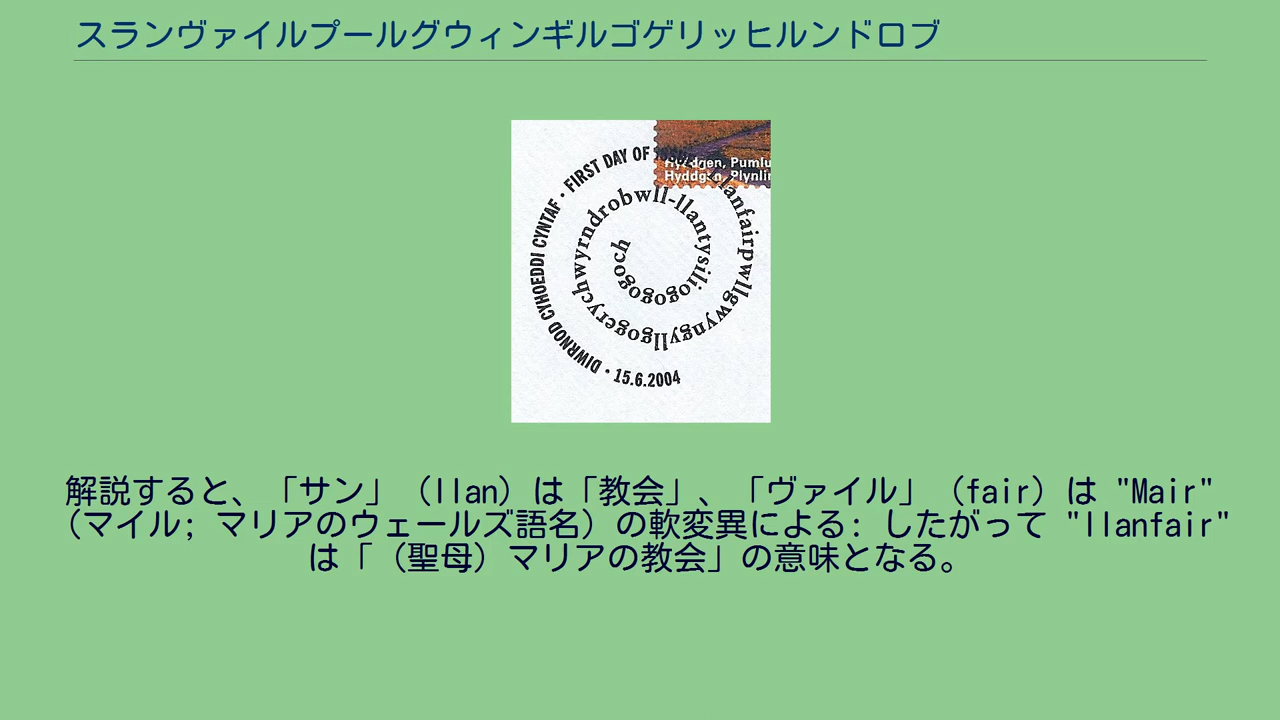 スランヴァイルプールグウィンギルゴゲリッヒルンドロブ
DIWRNOD CYHOEDDI CYNTAF · FIRST DAY OF
Hyddgen, Pumlu
Hyddgen, Plynlin
llanfairpwllgwyngyllgogerychwyrndrobwll-llantysiliogogogoch
· 15.6.2004
解説すると、「サン」（llan）は「教会」、「ヴァイル」（fair）は "Mair"
（マイル; マリアのウェールズ語名）の軟変異による: したがって "llanfair"
は「（聖母）マリアの教会」の意味となる。